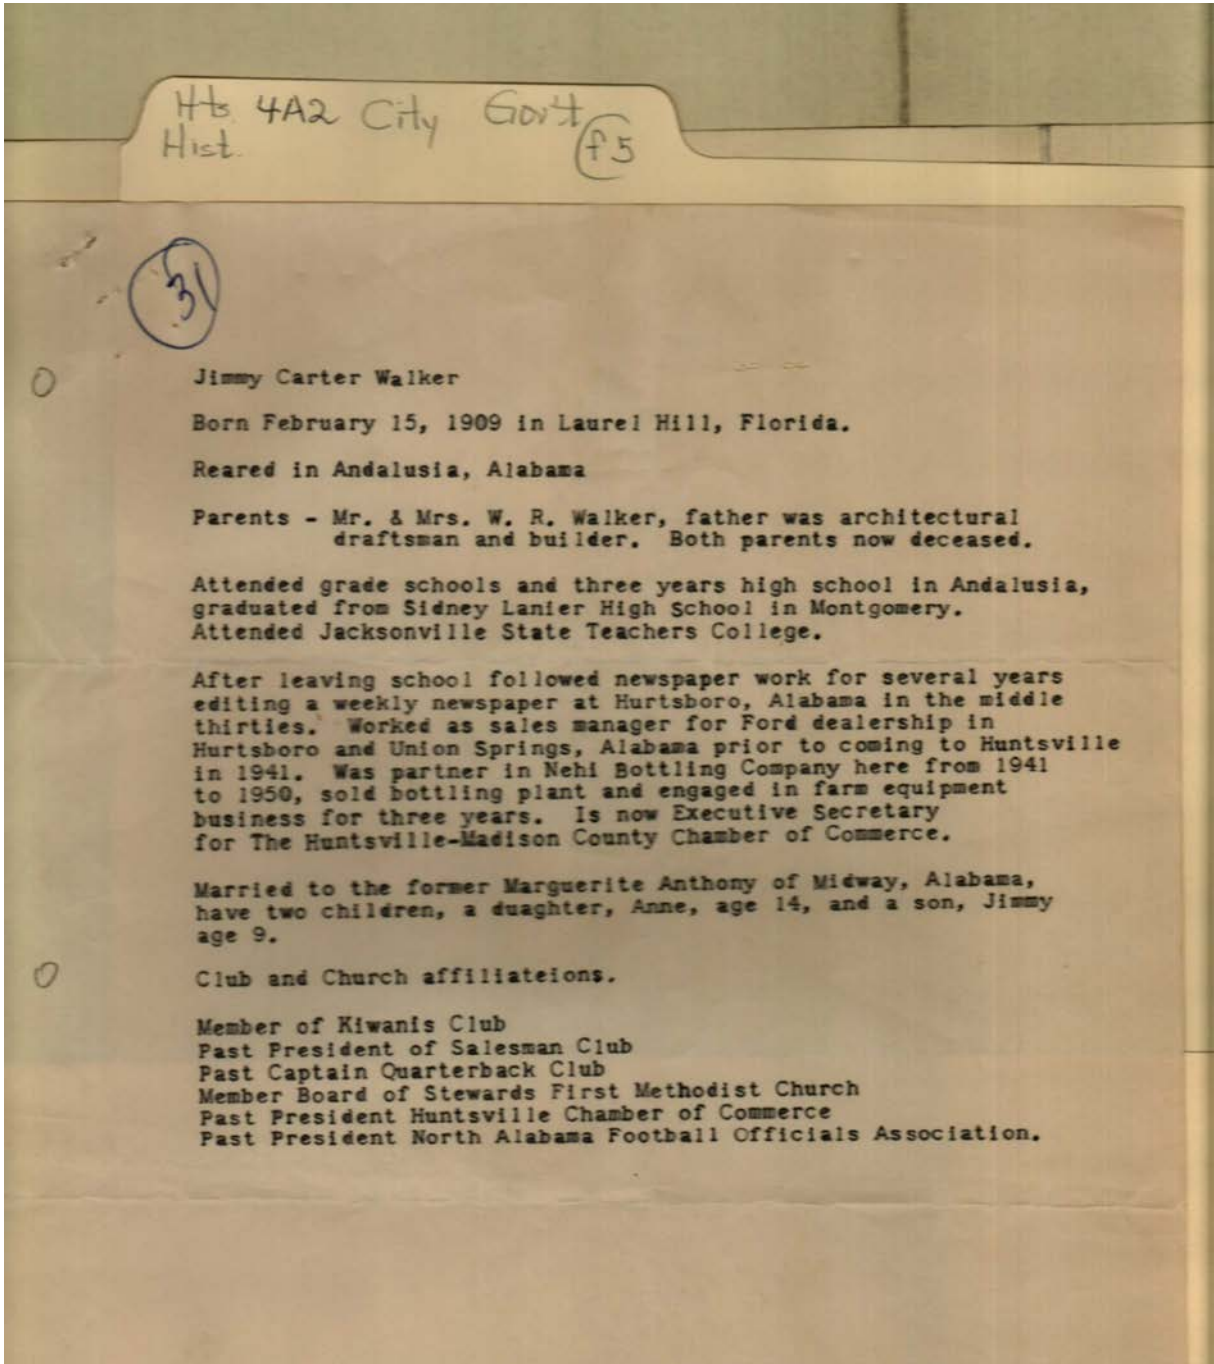 Hts 4A2 City Gov't
Hist. f5
31
Jimmy Carter Walker
Born February 15, 1909 in Laurel Hill, Florida.
Reared in Andalusia, Alabama
Parents - Mr. & Mrs. W. R. Walker, father was architectural
draftsman and builder. Both parents now deceased.
Attended grade schools and three years high school in Andalusia,
graduated from Sidney Lanier High School in Montgomery.
Attended Jacksonville State Teachers College.
After leaving school followed newspaper work for several years
editing a weekly newspaper at Hurtsboro, Alabama in the middle
thirties. Worked as sales manager for Ford dealership in
Hurtsboro and Union Springs, Alabama prior to coming to Huntsville
in 1941. Was partner in Nehi Bottling Company here from 1941
to 1950, sold bottling plant and engaged in farm equipment
business for three years. Is now Executive Secretary
for The Huntsville-Madison County Chamber of Commerce.
Married to the former Marguerite Anthony of Midway, Alabama,
have two children, a duaghter, Anne, age 14, and a son, Jimmy
age 9.
Club and Church affiliateions.
Member of Kiwanis Club
Past President of Salesman Club
Past Captain Quarterback Club
Member Board of Stewards First Methodist Church
Past President Huntsville Chamber of Commerce
Past President North Alabama Football Officials Association.